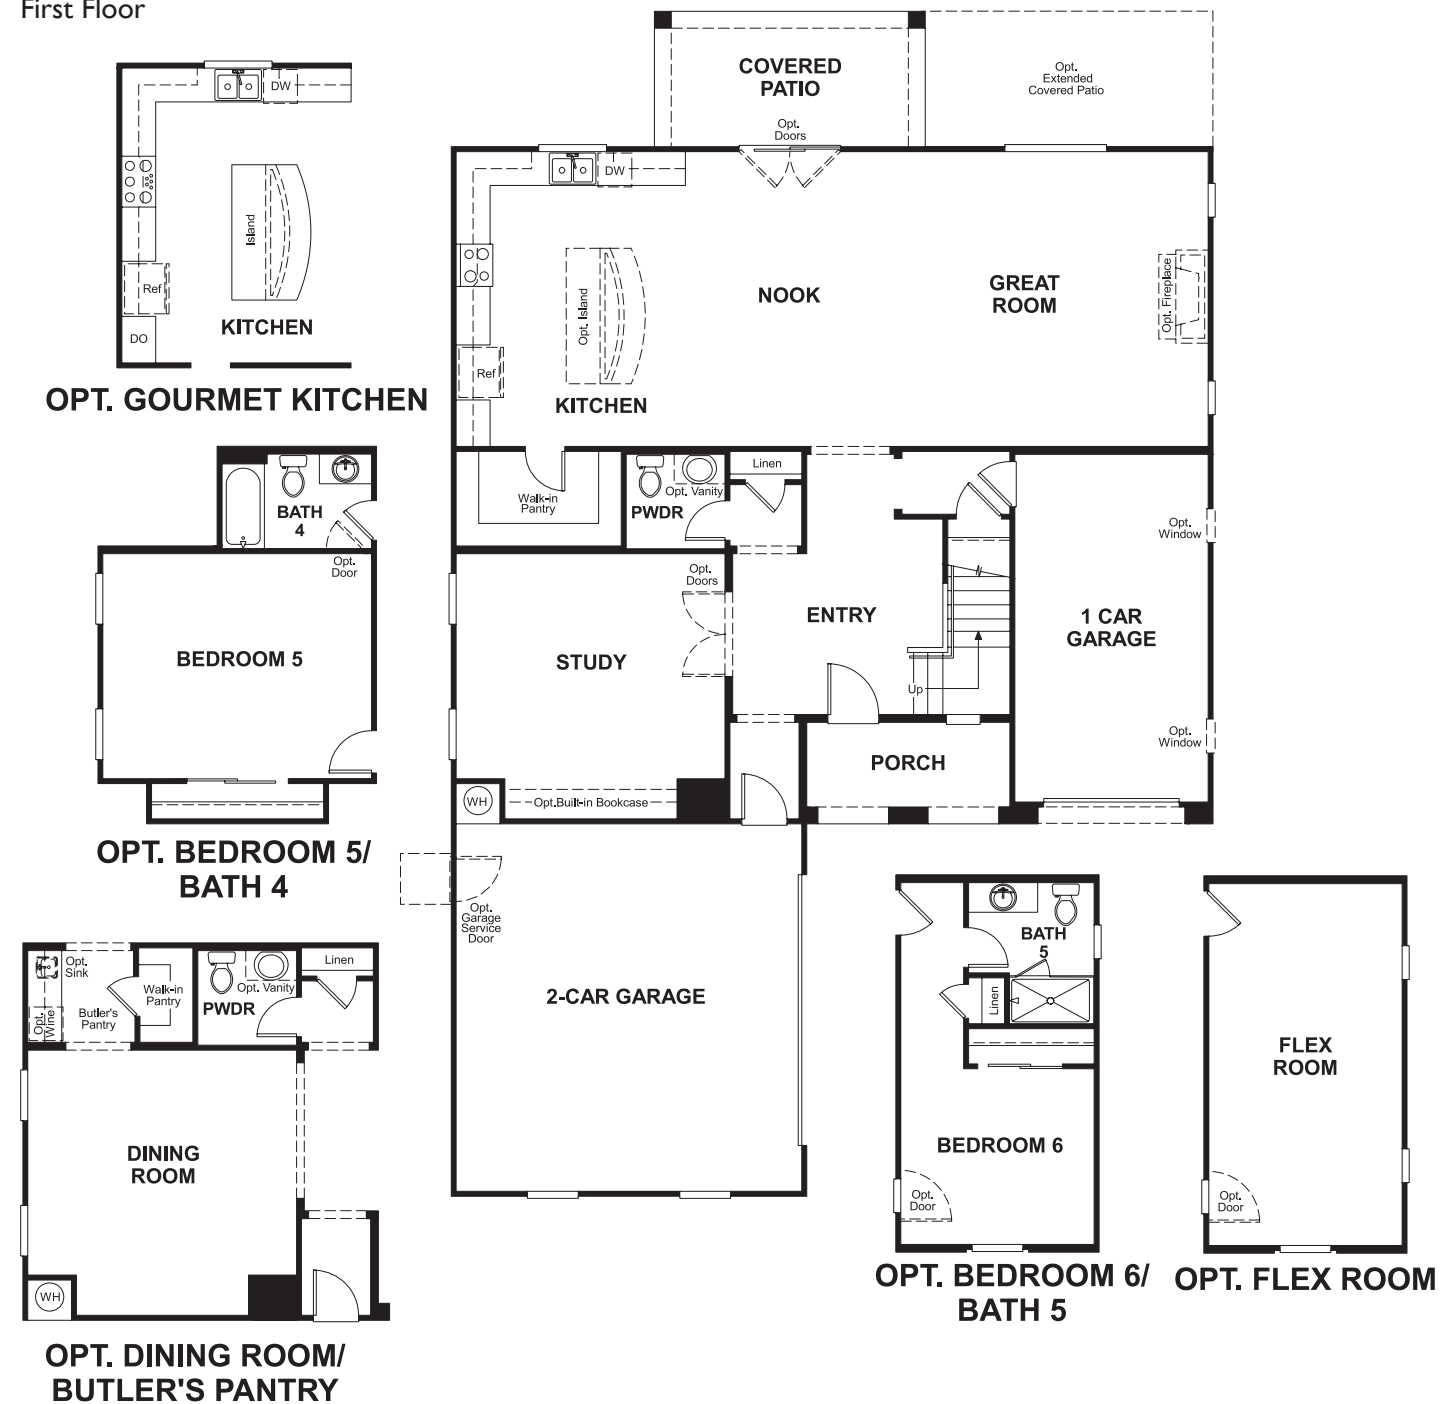 First Floor
DW
Island
Ref
DO
KITCHEN
OPT. GOURMET KITCHEN
COVERED
PATIO
Opt.
Doors
Opt.
Extended
Covered Patio
DW
Opt. Island
Ref
KITCHEN
NOOK
GREAT
ROOM
Opt. Fireplace
Walk-in
Pantry
PWDR
Opt. Vanity
Linen
Opt.
Doors
STUDY
ENTRY
Up
1 CAR
GARAGE
Opt.
Window
Opt.
Window
PORCH
WH
Opt. Built-in Bookcase
Opt.
Garage
Service
Door
2-CAR GARAGE
BATH
4
Opt.
Door
BEDROOM 5
OPT. BEDROOM 5/
BATH 4
Opt.
Sink
Opt.
Wine
Butler's
Pantry
Walk-in
Pantry
PWDR
Opt. Vanity
Linen
DINING
ROOM
WH
OPT. DINING ROOM/
BUTLER'S PANTRY
BATH
5
Linen
BEDROOM 6
Opt.
Door
OPT. BEDROOM 6/
BATH 5
FLEX
ROOM
Opt.
Door
OPT. FLEX ROOM